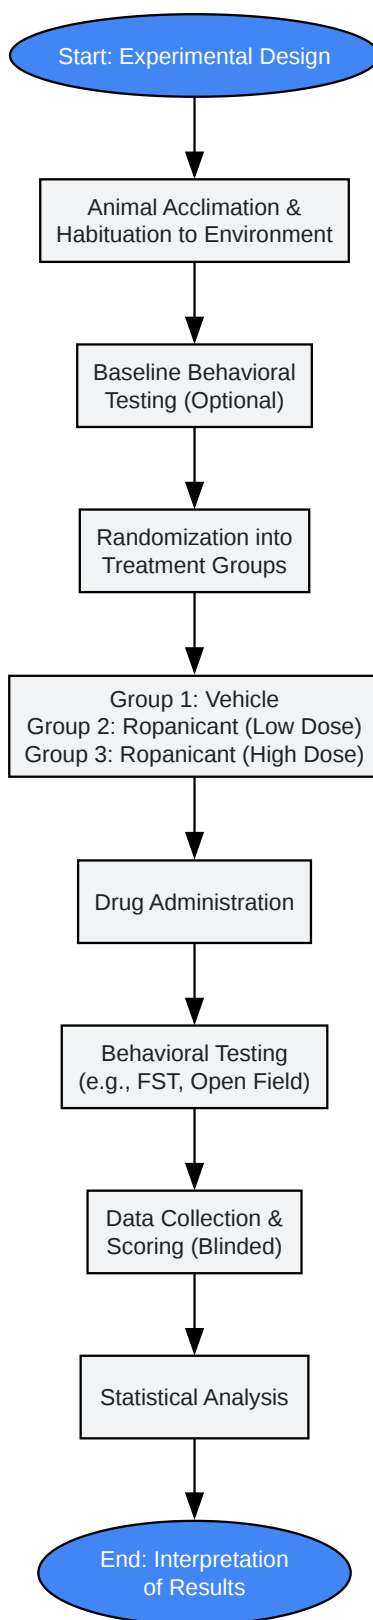 Start: Experimental Design
Animal Acclimation &
Habituation to Environment
Baseline Behavioral
Testing (Optional)
Randomization into
Treatment Groups
Group 1: Vehicle
Group 2: Ropanicant (Low Dose)
Group 3: Ropanicant (High Dose)
Drug Administration
Behavioral Testing
(e.g., FST, Open Field)
Data Collection &
Scoring (Blinded)
Statistical Analysis
End: Interpretation
of Results